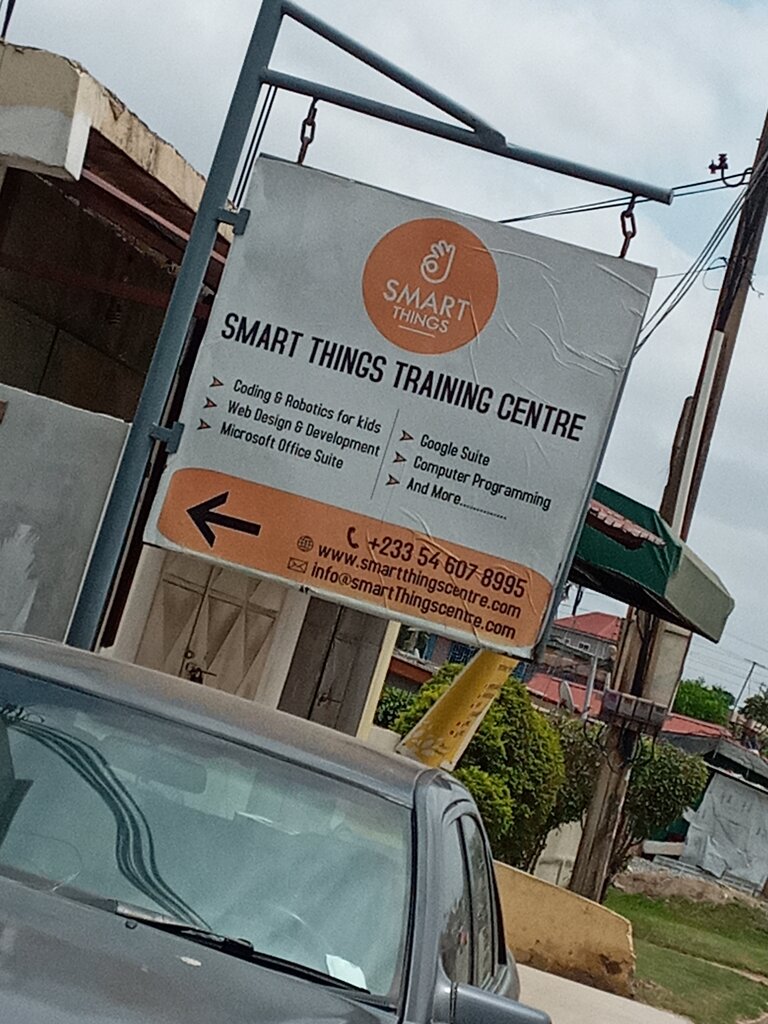 SMART
THINGS
SMART THINGS TRAINING CENTRE
Coding & Robotics for kids
Web Design & Development
Microsoft Office Suite
Google Suite
Computer Programming
And More..............
+233 54 607 8995
www.smartthingscentre.com
info@smartThingscentre.com